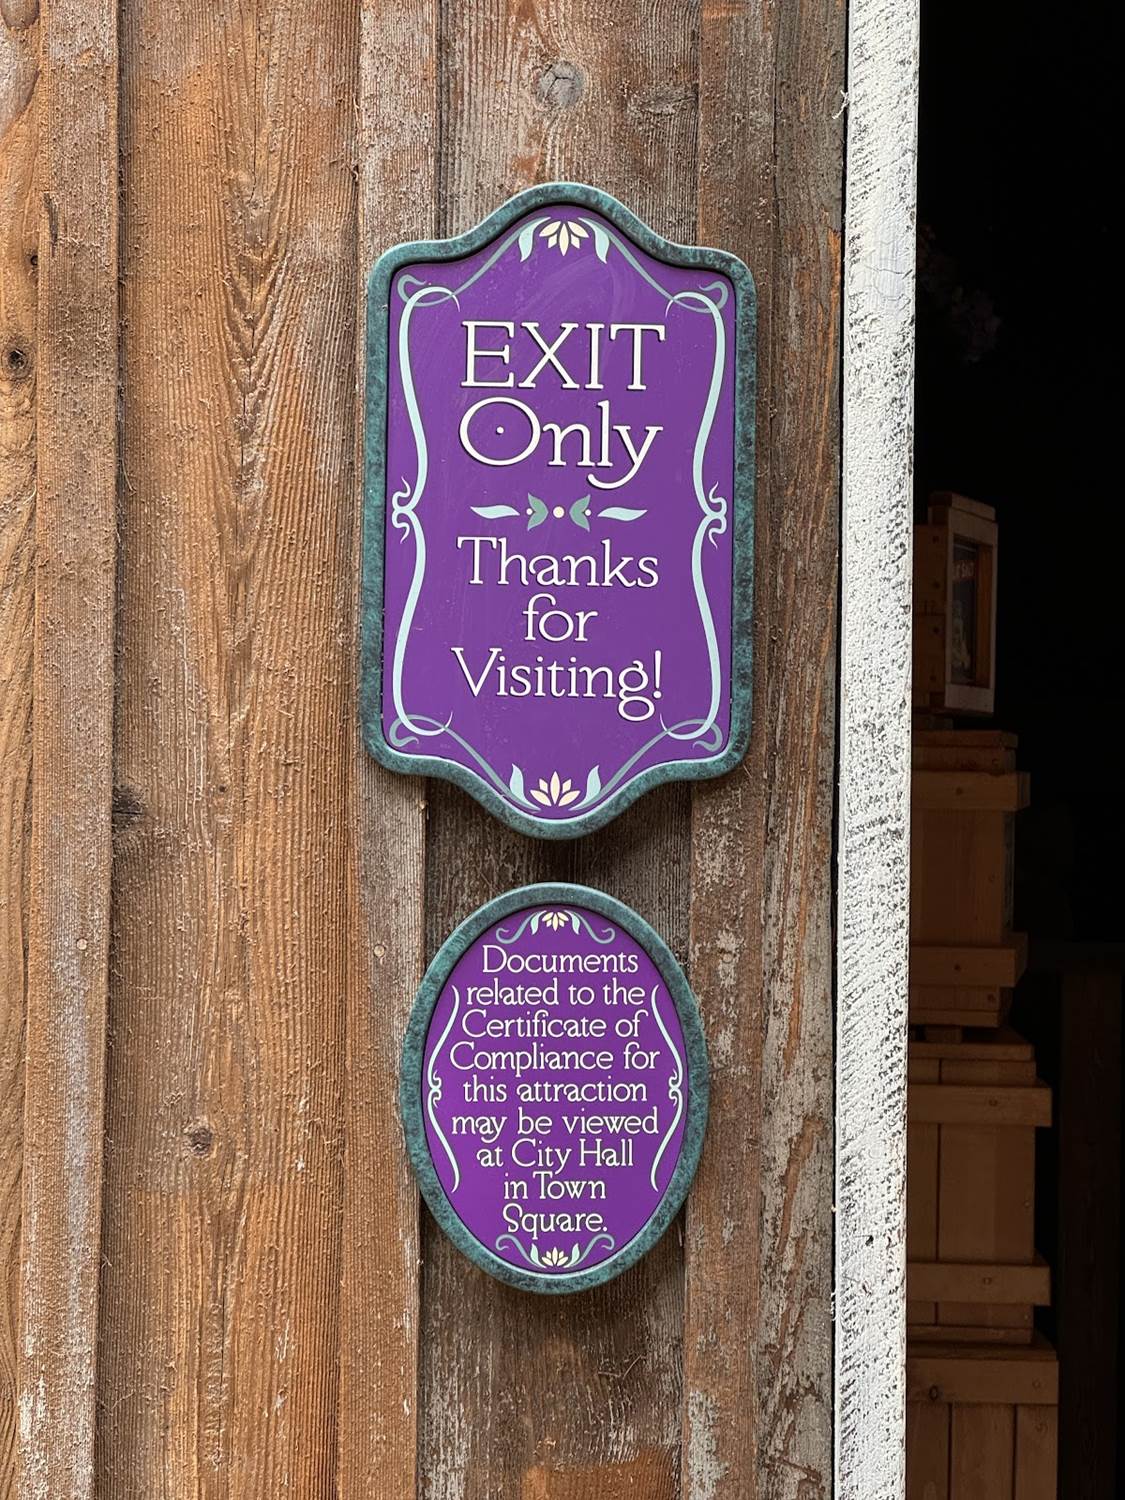 EXIT
Only
Thanks
for
Visiting!
Documents
related to the
Certificate of
Compliance for
this attraction
may be viewed
at City Hall
in Town
Square.